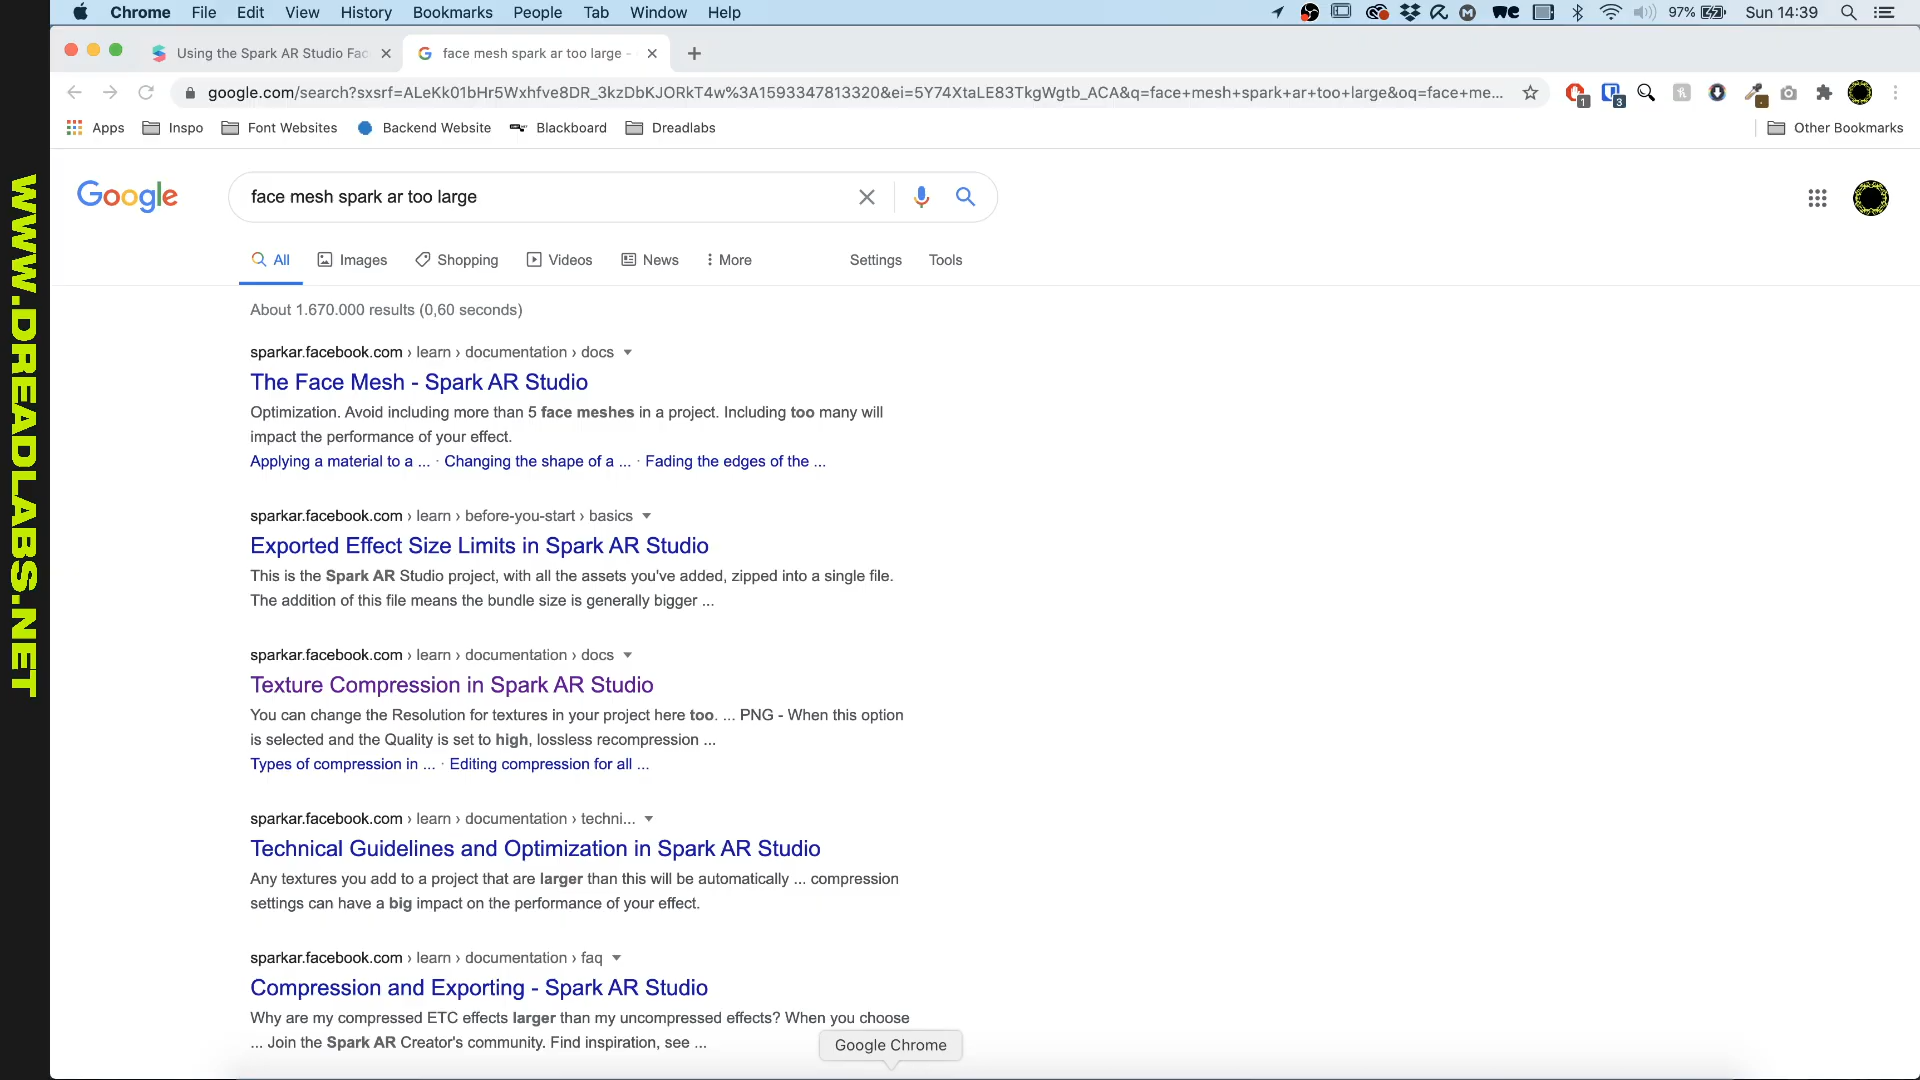 Chrome File Edit View History Bookmarks People Tab Window Help
97% Sun 14:39
Using the Spark AR Studio Fac
face mesh spark ar too large -
google.com/search?sxsrf=ALeKk01bHr5Wxhfve8DR_3kzDbKJORkT4w%3A1593347813320&ei=5Y74XtaLE83TkgWgtb_ACA&q=face+mesh+spark+ar+too+large&oq=face+me...
1
3
Apps Inspo Font Websites Backend Website Blackboard Dreadlabs Other Bookmarks
WWW.DREADLABS.NET
Google
face mesh spark ar too large
All Images Shopping Videos News More Settings Tools
About 1.670.000 results (0,60 seconds)
sparkar.facebook.com › learn › documentation › docs
The Face Mesh - Spark AR Studio
Optimization. Avoid including more than 5 face meshes in a project. Including too many will
impact the performance of your effect.
Applying a material to a ... · Changing the shape of a ... · Fading the edges of the ...
sparkar.facebook.com › learn › before-you-start › basics
Exported Effect Size Limits in Spark AR Studio
This is the Spark AR Studio project, with all the assets you've added, zipped into a single file.
The addition of this file means the bundle size is generally bigger ...
sparkar.facebook.com › learn › documentation › docs
Texture Compression in Spark AR Studio
You can change the Resolution for textures in your project here too. ... PNG - When this option
is selected and the Quality is set to high, lossless recompression ...
Types of compression in ... · Editing compression for all ...
sparkar.facebook.com › learn › documentation › techni...
Technical Guidelines and Optimization in Spark AR Studio
Any textures you add to a project that are larger than this will be automatically ... compression
settings can have a big impact on the performance of your effect.
sparkar.facebook.com › learn › documentation › faq
Compression and Exporting - Spark AR Studio
Why are my compressed ETC effects larger than my uncompressed effects? When you choose
... Join the Spark AR Creator's community. Find inspiration, see ...
Google Chrome